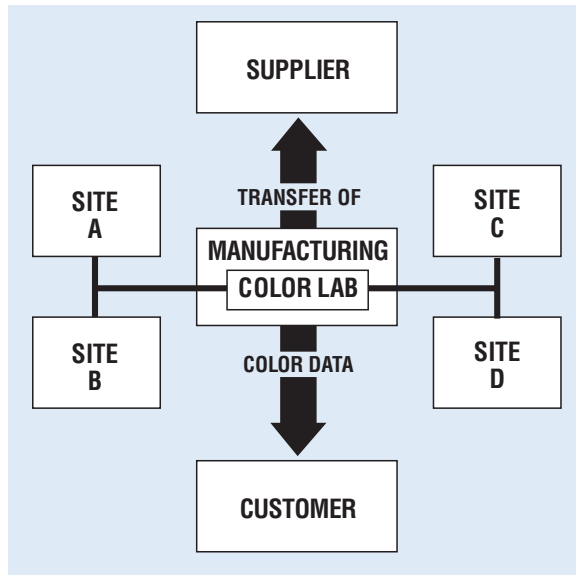 SUPPLIER
TRANSFER OF
SITE
A
SITE
C
MANUFACTURING
COLOR LAB
SITE
B
SITE
D
COLOR DATA
CUSTOMER